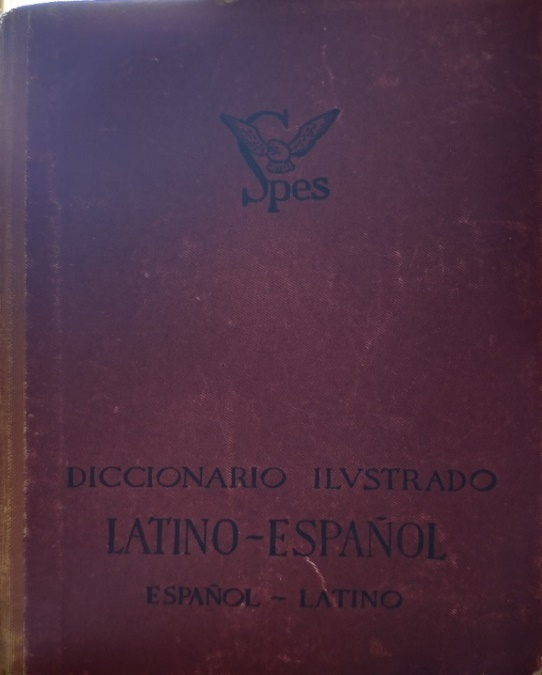 Spes
DICCIONARIO ILVSTRADO
LATINO-ESPAÑOL
ESPAÑOL - LATINO